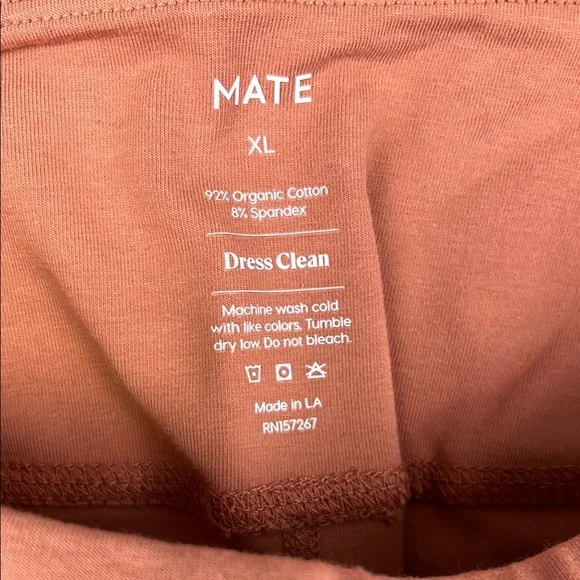 MATE
XL
92% Organic Cotton
8% Spandex
Dress Clean
Machine wash cold
with like colors. Tumble
dry low. Do not bleach.
Made in LA
RN157267